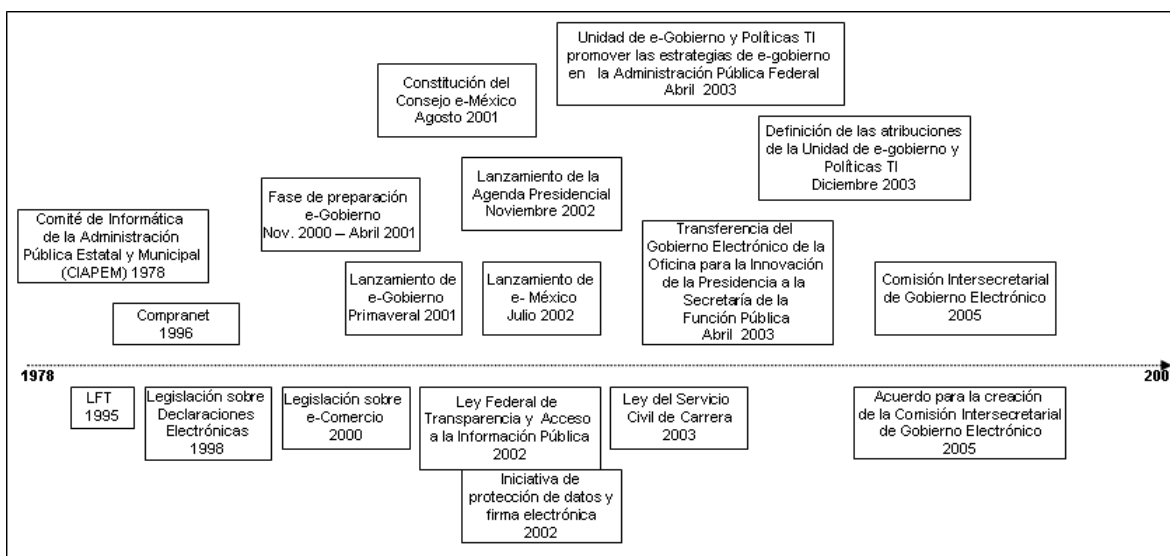 Unidad de e-Gobierno y Políticas TI
promover las estrategias de e-gobierno
en la Administración Pública Federal
Abril 2003
Constitución del
Consejo e-México
Agosto 2001
Definición de las atribuciones
de la Unidad de e-gobierno y
Políticas TI
Diciembre 2003
Lanzamiento de la
Agenda Presidencial
Noviembre 2002
Fase de preparación
e-Gobierno
Nov. 2000 – Abril 2001
Comité de Informática
de la Administración
Pública Estatal y Municipal
(CIAPEM) 1978
Transferencia del
Gobierno Electrónico de la
Oficina para la Innovación
de la Presidencia a la
Secretaría de la
Función Pública
Abril 2003
Lanzamiento de
e-Gobierno
Primaveral 2001
Lanzamiento de
e- México
Julio 2002
Comisión Intersecretarial
de Gobierno Electrónico
2005
Compranet
1996
1978
200
LFT
1995
Legislación sobre
Declaraciones
Electrónicas
1998
Legislación sobre
e-Comercio
2000
Ley Federal de
Transparencia y Acceso
a la Información Pública
2002
Ley del Servicio
Civil de Carrera
2003
Acuerdo para la creación
de la Comisión Intersecretarial
de Gobierno Electrónico
2005
Iniciativa de
protección de datos y
firma electrónica
2002